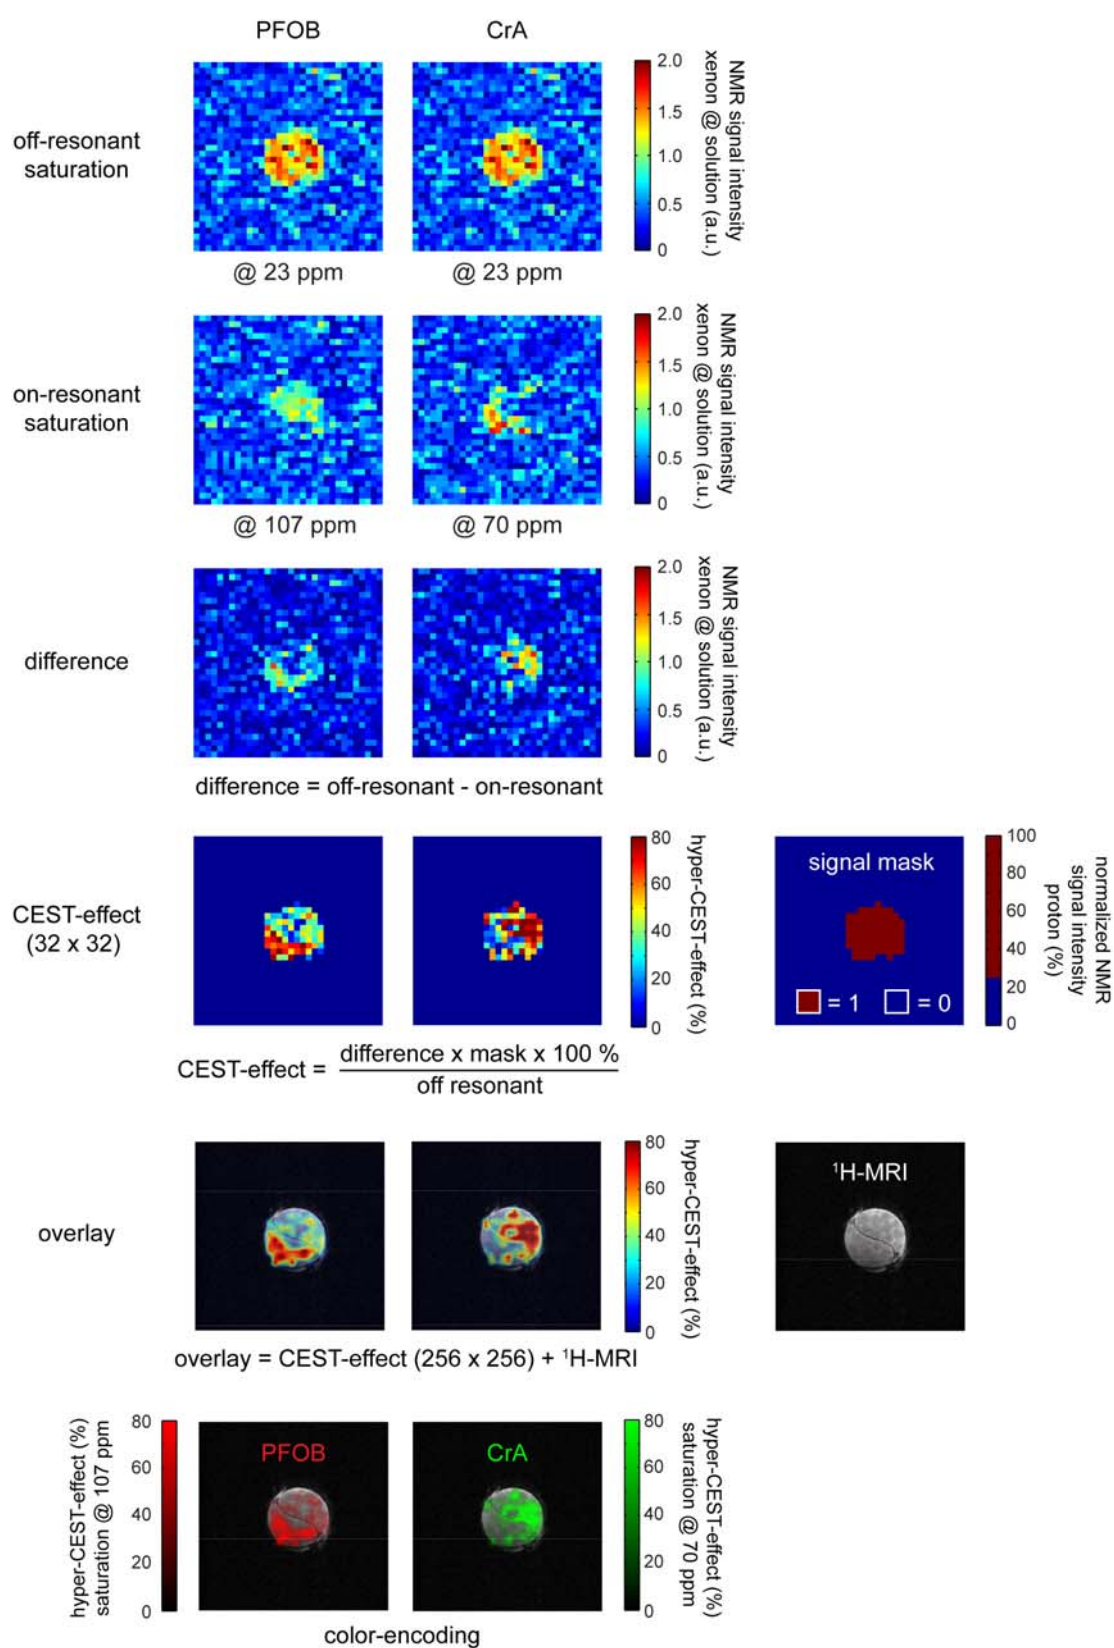 PFOB
CrA
off-resonant
saturation
2.0
1.5
1.0
0.5
0
NMR signal intensity
xenon @ solution (a.u.)
@ 23 ppm
@ 23 ppm
on-resonant
saturation
2.0
1.5
1.0
0.5
0
NMR signal intensity
xenon @ solution (a.u.)
@ 107 ppm
@ 70 ppm
difference
2.0
1.5
1.0
0.5
0
NMR signal intensity
xenon @ solution (a.u.)
difference = off-resonant - on-resonant
CEST-effect
(32 x 32)
80
60
40
20
0
hyper-CEST-effect (%)
signal mask
= 1
= 0
100
80
60
40
20
0
normalized NMR
signal intensity
proton (%)
CEST-effect = difference x mask x 100 %
off resonant
overlay
80
60
40
20
0
hyper-CEST-effect (%)
¹H-MRI
overlay = CEST-effect (256 x 256) + ¹H-MRI
hyper-CEST-effect (%)
saturation @ 107 ppm
80
60
40
20
0
PFOB
CrA
80
60
40
20
0
hyper-CEST-effect (%)
saturation @ 70 ppm
color-encoding